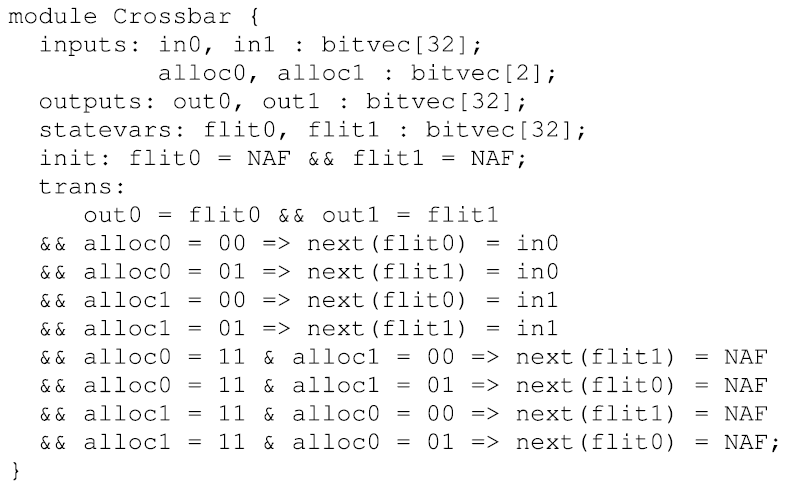 module Crossbar {
  inputs: in0, in1 : bitvec[32];
          alloc0, alloc1 : bitvec[2];
  outputs: out0, out1 : bitvec[32];
  statevars: flit0, flit1 : bitvec[32];
  init: flit0 = NAF && flit1 = NAF;
  trans:
     out0 = flit0 && out1 = flit1
  && alloc0 = 00 => next(flit0) = in0
  && alloc0 = 01 => next(flit1) = in0
  && alloc1 = 00 => next(flit0) = in1
  && alloc1 = 01 => next(flit1) = in1
  && alloc0 = 11 & alloc1 = 00 => next(flit1) = NAF
  && alloc0 = 11 & alloc1 = 01 => next(flit0) = NAF
  && alloc1 = 11 & alloc0 = 00 => next(flit1) = NAF
  && alloc1 = 11 & alloc0 = 01 => next(flit0) = NAF;
}